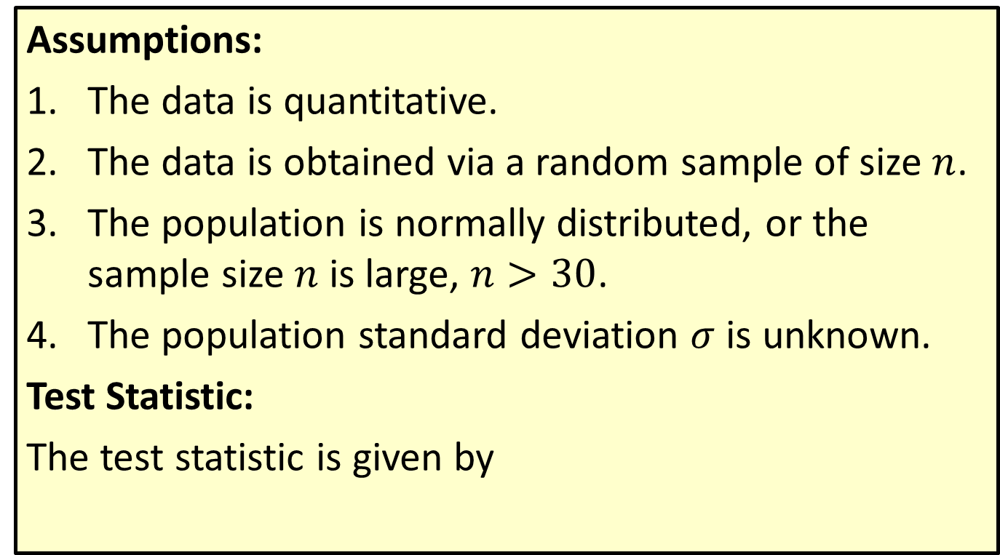 Assumptions:
1. The data is quantitative.
2. The data is obtained via a random sample of size n.
3. The population is normally distributed, or the
sample size n is large, n > 30.
4. The population standard deviation σ is unknown.
Test Statistic:
The test statistic is given by